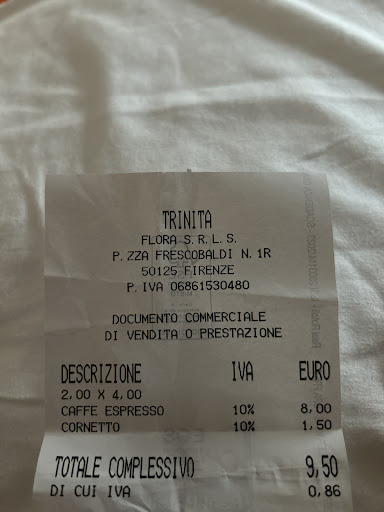 TRINITA
FLORA S.R.L.S.
P.ZZA FRESCOBALDI N.1R
50125 FIRENZE
P.IVA 06861530480
DOCUMENTO COMMERCIALE
DI VENDITA O PRESTAZIONE
DESCRIZIONE IVA EURO
2,00 X 4,00
CAFFE ESPRESSO 10% 8,00
CORNETTO 10% 1,50
TOTALE COMPLESSIVO 9,50
DI CUI IVA 0,86